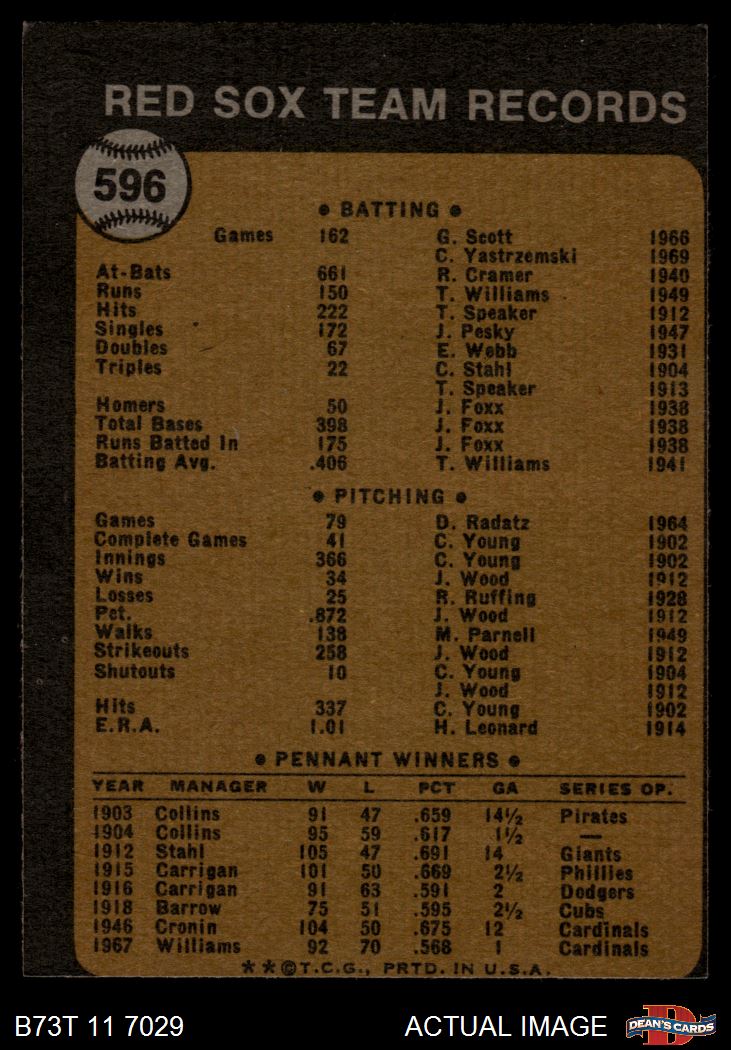 RED SOX TEAM RECORDS
596
• BATTING •
Games 162 G. Scott 1966
C. Yastrzemski 1969
At-Bats 661 R. Cramer 1940
Runs 150 T. Williams 1949
Hits 222 T. Speaker 1912
Singles 172 J. Pesky 1947
Doubles 67 E. Webb 1931
Triples 22 C. Stahl 1904
T. Speaker 1913
Homers 50 J. Foxx 1938
Total Bases 398 J. Foxx 1938
Runs Batted In 175 J. Foxx 1938
Batting Avg. .406 T. Williams 1941
• PITCHING •
Games 79 D. Radatz 1964
Complete Games 41 C. Young 1902
Innings 366 C. Young 1902
Wins 34 J. Wood 1912
Losses 25 R. Ruffing 1928
Pct. .872 J. Wood 1912
Walks 138 M. Parnell 1949
Strikeouts 258 J. Wood 1912
Shutouts 10 C. Young 1904
J. Wood 1912
Hits 337 C. Young 1902
E.R.A. 1.01 H. Leonard 1914
• PENNANT WINNERS •
YEAR MANAGER W L PCT GA SERIES OP.
1903 Collins 91 47 .659 14½ Pirates
1904 Collins 95 59 .617 1½ —
1912 Stahl 105 47 .691 14 Giants
1915 Carrigan 101 50 .669 2½ Phillies
1916 Carrigan 91 63 .591 2 Dodgers
1918 Barrow 75 51 .595 2½ Cubs
1946 Cronin 104 50 .675 12 Cardinals
1967 Williams 92 70 .568 1 Cardinals
**©T.C.G., PRTD. IN U.S.A.
B73T 11 7029 ACTUAL IMAGE DEAN'S CARDS